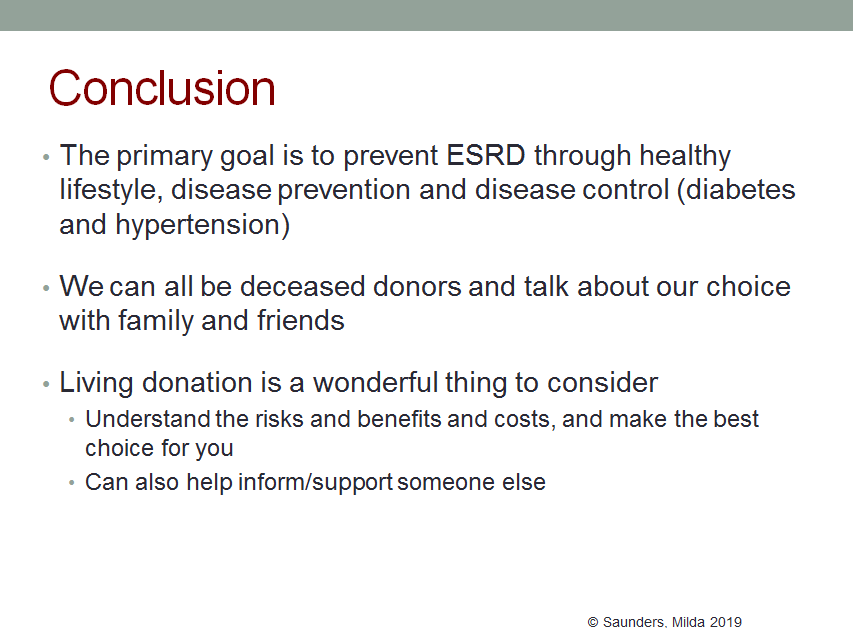 Conclusion
• The primary goal is to prevent ESRD through healthy
lifestyle, disease prevention and disease control (diabetes
and hypertension)
• We can all be deceased donors and talk about our choice
with family and friends
• Living donation is a wonderful thing to consider
• Understand the risks and benefits and costs, and make the best
choice for you
• Can also help inform/support someone else
© Saunders, Milda 2019